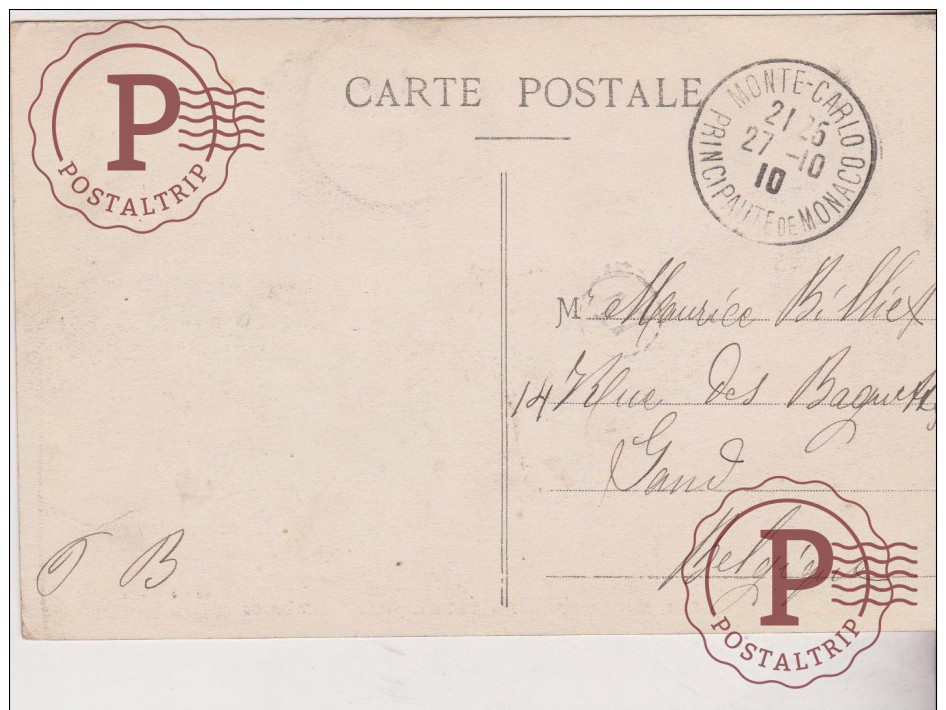 P
POSTALTRIP
CARTE POSTALE
MONTE-CARLO
21 25
27 -10
10
PRINCIPAUTE DE MONACO
Mr Maurice Billiet
14 Rue des
Gand
Belgique
T B
P
POSTALTRIP